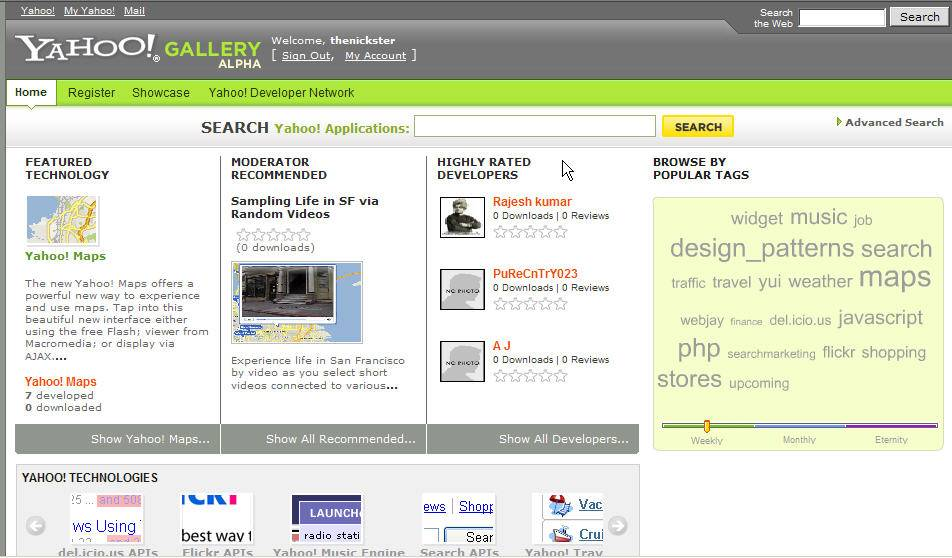 Yahoo! My Yahoo! Mail
Search the Web
Search
YAHOO! GALLERY
ALPHA
Welcome, thenickster
[ Sign Out, My Account ]
Home Register Showcase Yahoo! Developer Network
SEARCH Yahoo! Applications:
SEARCH
Advanced Search
FEATURED
TECHNOLOGY
Yahoo! Maps
The new Yahoo! Maps offers a
powerful new way to experience
and use maps. Tap into this
beautiful new interface either
using the free Flash; viewer from
Macromedia; or display via
AJAX....
Yahoo! Maps
7 developed
0 downloaded
Show Yahoo! Maps...
MODERATOR
RECOMMENDED
Sampling Life in SF via
Random Videos
(0 downloads)
Experience life in San Francisco
by video as you select short
videos connected to various...
Show All Recommended...
HIGHLY RATED
DEVELOPERS
Rajesh kumar
0 Downloads | 0 Reviews
NO PHOTO
PuReCnTrY023
0 Downloads | 0 Reviews
NO PHOTO
A J
0 Downloads | 0 Reviews
Show All Developers...
BROWSE BY
POPULAR TAGS
widget music job
design_patterns search
traffic travel yui weather maps
webjay finance del.icio.us javascript
php searchmarketing flickr shopping
stores upcoming
Weekly Monthly Eternity
YAHOO! TECHNOLOGIES
25 ... and 508
ws Using
del.icio.us APIs
best way t
Flickr APIs
LAUNCH
radio stati
Yahoo! Music Engine
ews Shopp
Sear
Search APIs
Vac
Crui
Yahoo! Trav